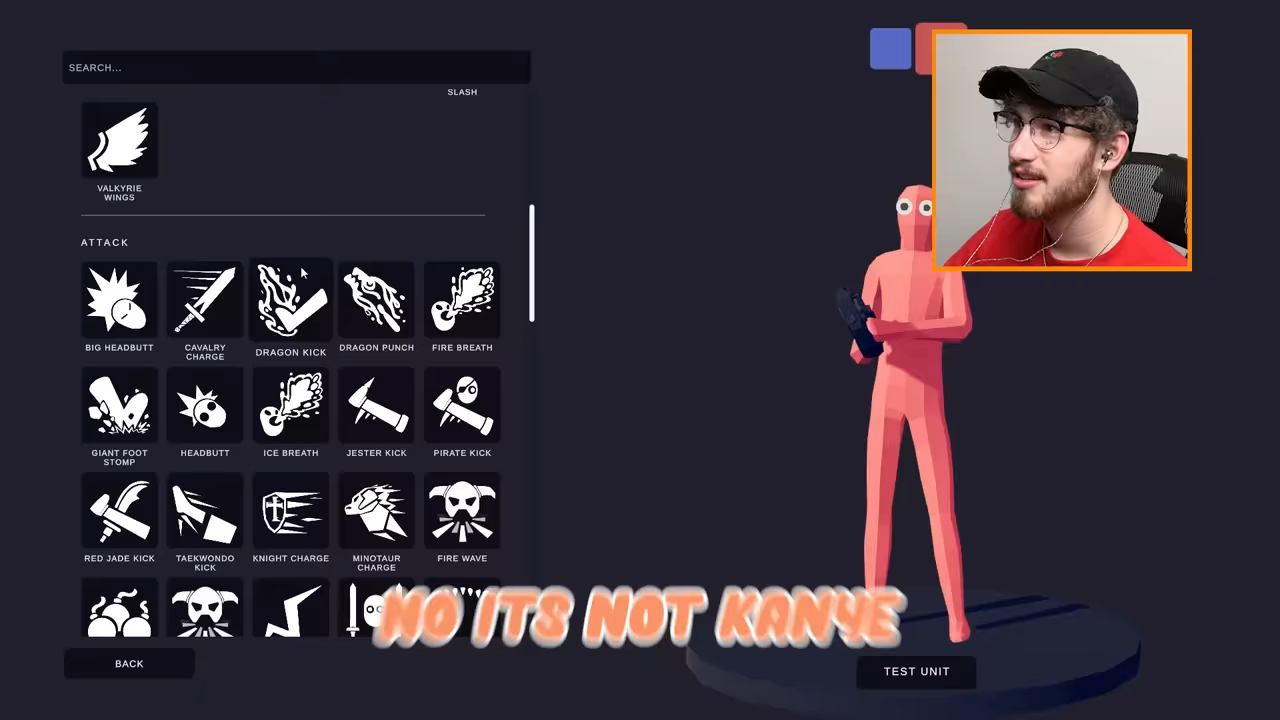 SEARCH...
SLASH
VALKYRIE
WINGS
ATTACK
BIG HEADBUTT
CAVALRY
CHARGE
DRAGON KICK
DRAGON PUNCH
FIRE BREATH
GIANT FOOT
STOMP
HEADBUTT
ICE BREATH
JESTER KICK
PIRATE KICK
RED JADE KICK
TAEKWONDO
KICK
KNIGHT CHARGE
MINOTAUR
CHARGE
FIRE WAVE
NO ITS NOT KANYE
BACK
TEST UNIT